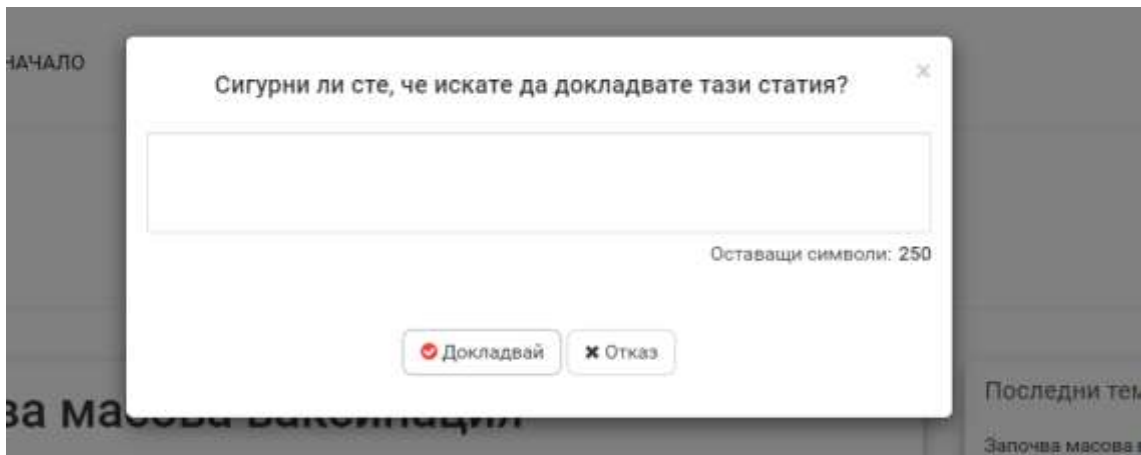 НАЧАЛО
Сигурни ли сте, че искате да докладвате тази статия?
×
Оставащи символи: 250
Докладвай
Отказ
ва масова ваксинация
Последни тем
Започва масова